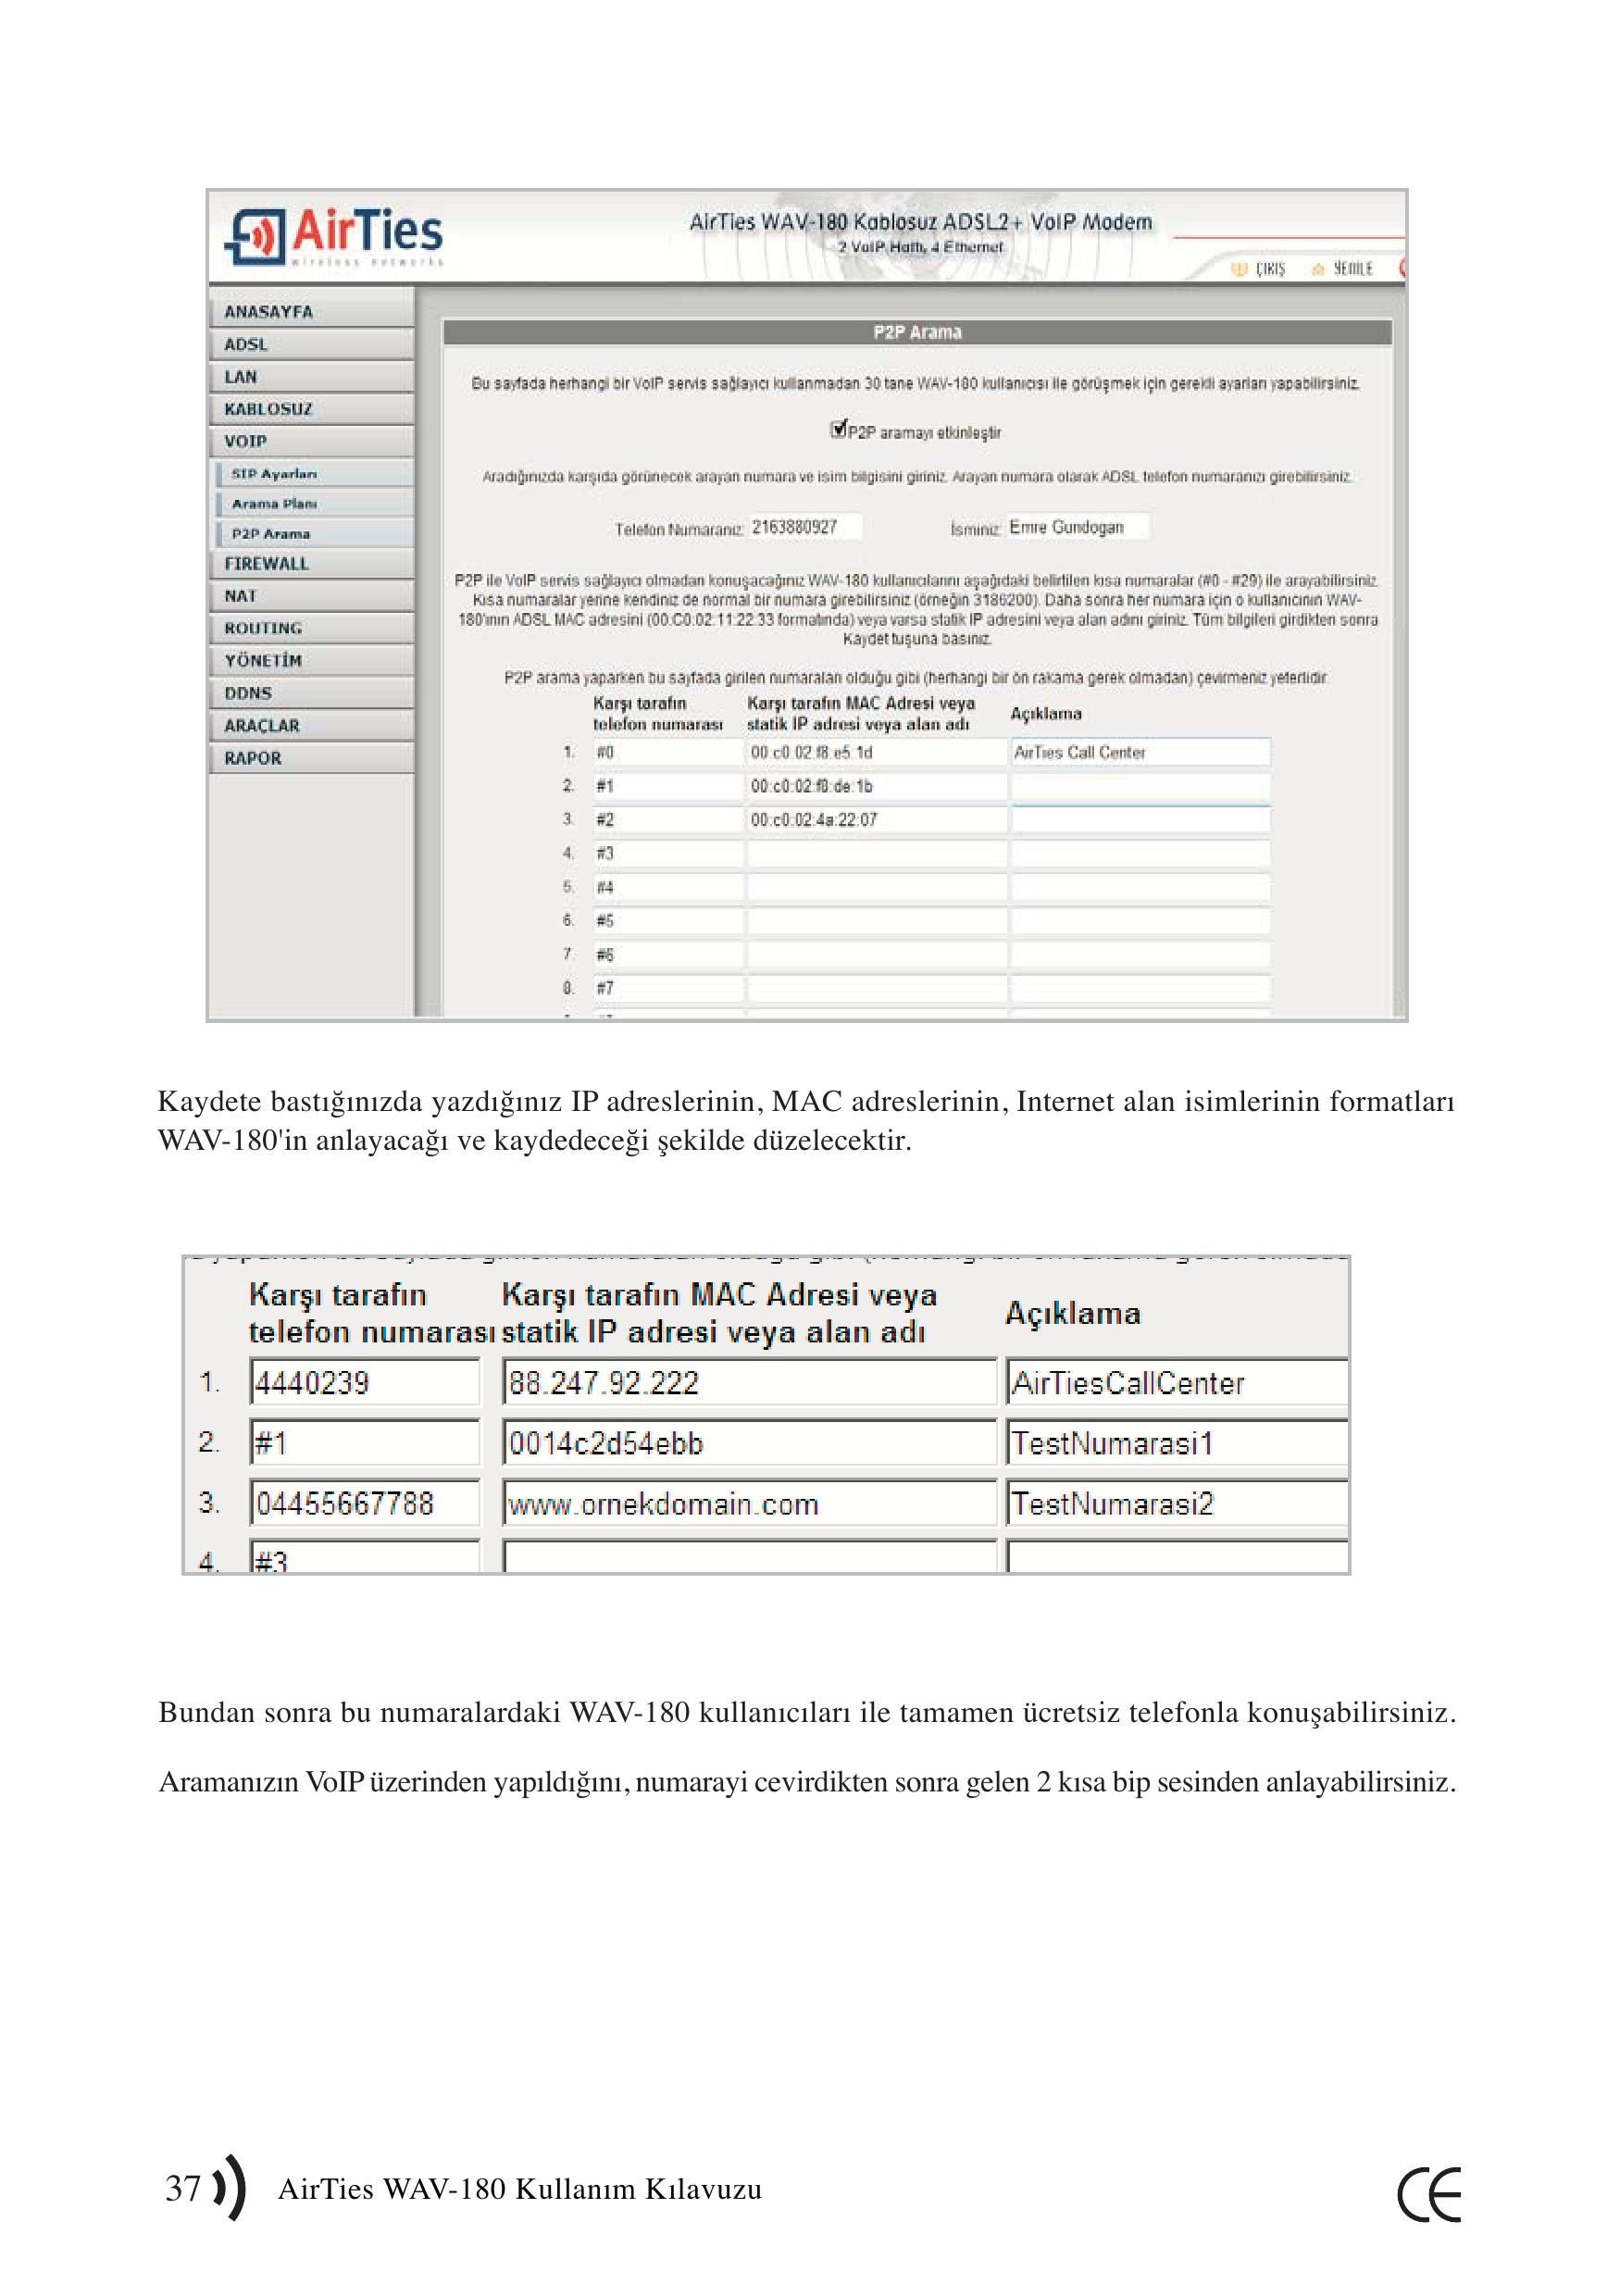 AirTies
wireless networks
AirTies WAV-180 Kablosuz ADSL2+ VoIP Modem
2 VoIP Hattı, 4 Ethernet
ÇIKIŞ YENİLE
ANASAYFA
ADSL
LAN
KABLOSUZ
VOIP
SIP Ayarları
Arama Planı
P2P Arama
FIREWALL
NAT
ROUTING
YÖNETİM
DDNS
ARAÇLAR
RAPOR
P2P Arama
Bu sayfada herhangi bir VoIP servis sağlayıcı kullanmadan 30 tane WAV-180 kullanıcısı ile görüşmek için gerekli ayarları yapabilirsiniz.
P2P aramayı etkinleştir
Aradığınızda karşıda görünecek arayan numara ve isim bilgisini giriniz. Arayan numara olarak ADSL telefon numaranızı girebilirsiniz.
Telefon Numaranız: 2163880927 İsminiz: Emre Gundogan
P2P ile VoIP servis sağlayıcı olmadan konuşacağınız WAV-180 kullanıcılarını aşağıdaki belirtilen kısa numaralar (#0 - #29) ile arayabilirsiniz.
Kısa numaralar yerine kendiniz de normal bir numara girebilirsiniz (örneğin 3186200). Daha sonra her numara için o kullanıcının WAV-
180'ının ADSL MAC adresini (00:C0:02:11:22:33 formatında) veya varsa statik IP adresini veya alan adını giriniz. Tüm bilgileri girdikten sonra
Kaydet tuşuna basınız.
P2P arama yaparken bu sayfada girilen numaraları olduğu gibi (herhangi bir ön rakama gerek olmadan) çevirmeniz yeterlidir.
Karşı tarafın Karşı tarafın MAC Adresi veya Açıklama
telefon numarası statik IP adresi veya alan adı
1. #0 00:c0:02:f8:e5:1d AirTies Call Center
2. #1 00:c0:02:f8:de:1b
3. #2 00:c0:02:4a:22:07
4. #3
5. #4
6. #5
7. #6
8. #7
Kaydete bastığınızda yazdığınız IP adreslerinin, MAC adreslerinin, Internet alan isimlerinin formatları
WAV-180'in anlayacağı ve kaydedeceği şekilde düzelecektir.
Karşı tarafın Karşı tarafın MAC Adresi veya Açıklama
telefon numarası statik IP adresi veya alan adı
1. 4440239 88.247.92.222 AirTiesCallCenter
2. #1 0014c2d54ebb TestNumarasi1
3. 04455667788 www.ornekdomain.com TestNumarasi2
4. #3
Bundan sonra bu numaralardaki WAV-180 kullanıcıları ile tamamen ücretsiz telefonla konuşabilirsiniz.
Aramanızın VoIP üzerinden yapıldığını, numarayi cevirdikten sonra gelen 2 kısa bip sesinden anlayabilirsiniz.
37 AirTies WAV-180 Kullanım Kılavuzu
CE